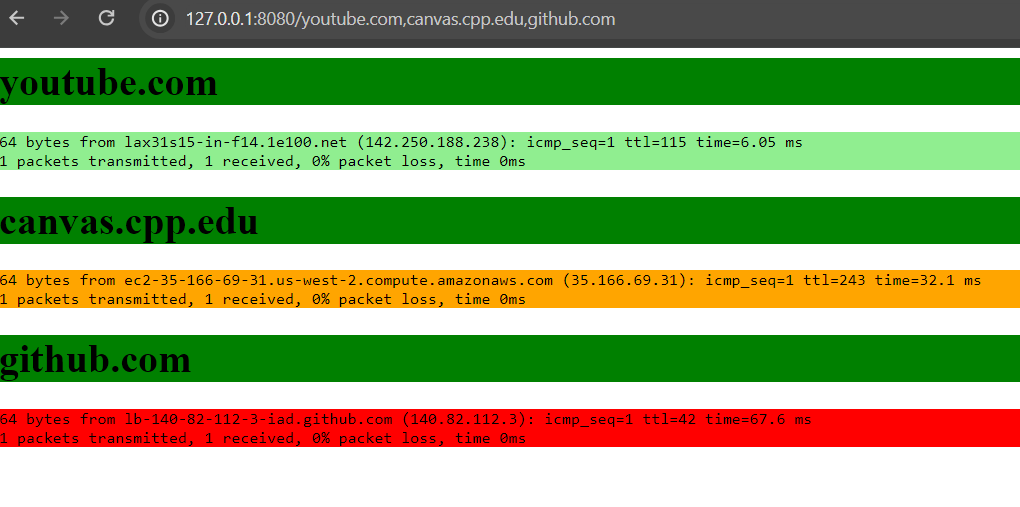 127.0.0.1:8080/youtube.com,canvas.cpp.edu,github.com
youtube.com
64 bytes from lax31s15-in-f14.1e100.net (142.250.188.238): icmp_seq=1 ttl=115 time=6.05 ms
1 packets transmitted, 1 received, 0% packet loss, time 0ms
canvas.cpp.edu
64 bytes from ec2-35-166-69-31.us-west-2.compute.amazonaws.com (35.166.69.31): icmp_seq=1 ttl=243 time=32.1 ms
1 packets transmitted, 1 received, 0% packet loss, time 0ms
github.com
64 bytes from lb-140-82-112-3-iad.github.com (140.82.112.3): icmp_seq=1 ttl=42 time=67.6 ms
1 packets transmitted, 1 received, 0% packet loss, time 0ms